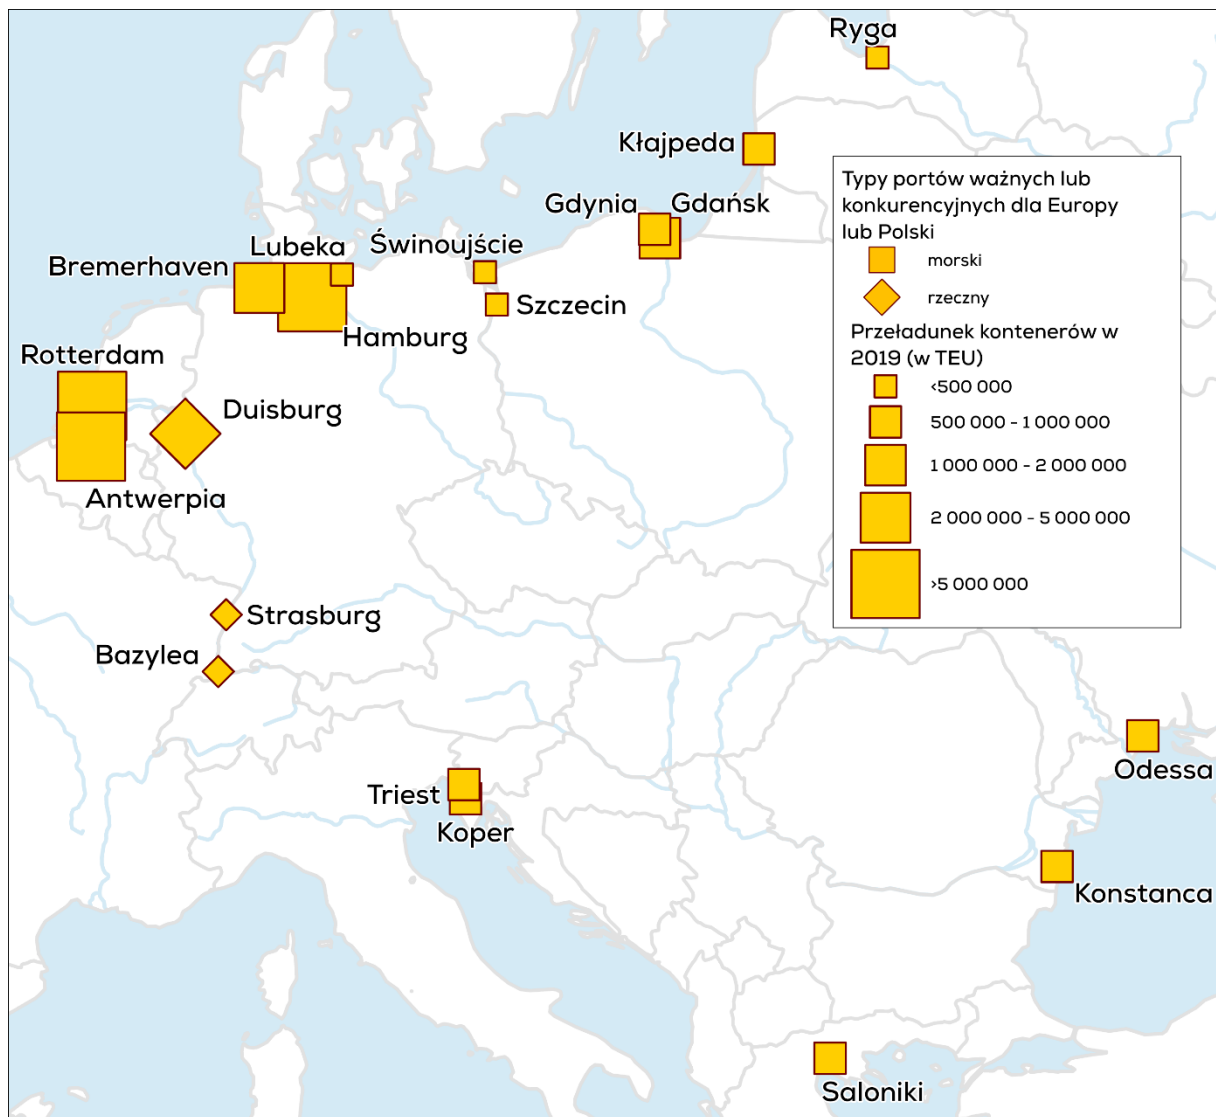 Ryga
Kłajpeda
Typy portów ważnych lub
konkurencyjnych dla Europy
lub Polski
morski
rzeczny
Przeładunek kontenerów w
2019 (w TEU)
<500 000
500 000 - 1 000 000
1 000 000 - 2 000 000
2 000 000 - 5 000 000
>5 000 000
Gdynia
Gdańsk
Świnoujście
Lubeka
Bremerhaven
Szczecin
Hamburg
Rotterdam
Duisburg
Antwerpia
Strasburg
Bazylea
Triest
Koper
Odessa
Konstanca
Saloniki